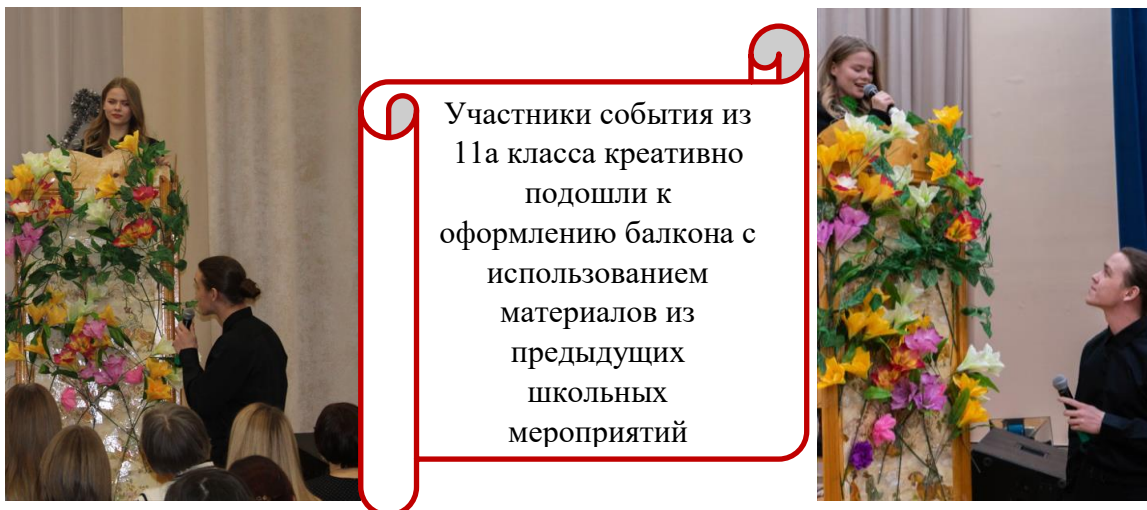 Участники события из
11а класса креативно
подошли к
оформлению балкона с
использованием
материалов из
предыдущих
школьных
мероприятий